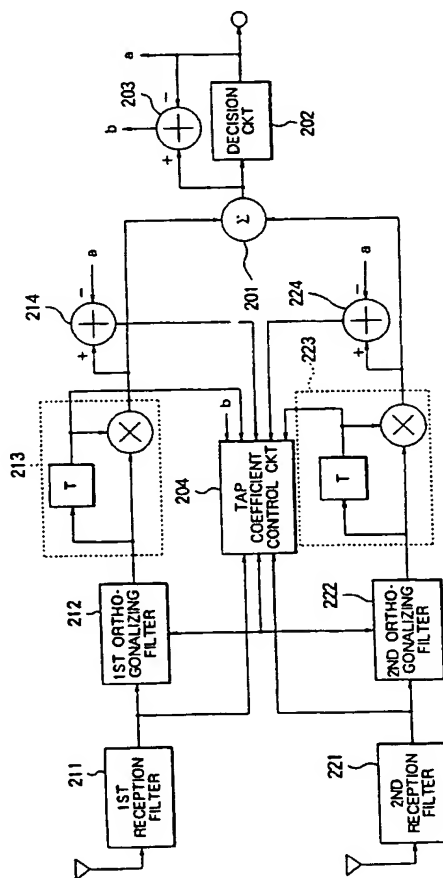 211
1ST
RECEPTION
FILTER
212
1ST ORTHO-
GONALIZING
FILTER
213
T
214
+
-
a
204
TAP
COEFFICIENT
CONTROL CKT
b
201
Σ
203
+
-
b
a
DECISION
CKT
202
221
2ND
RECEPTION
FILTER
222
2ND ORTHO-
GONALIZING
FILTER
223
T
224
+
-
a